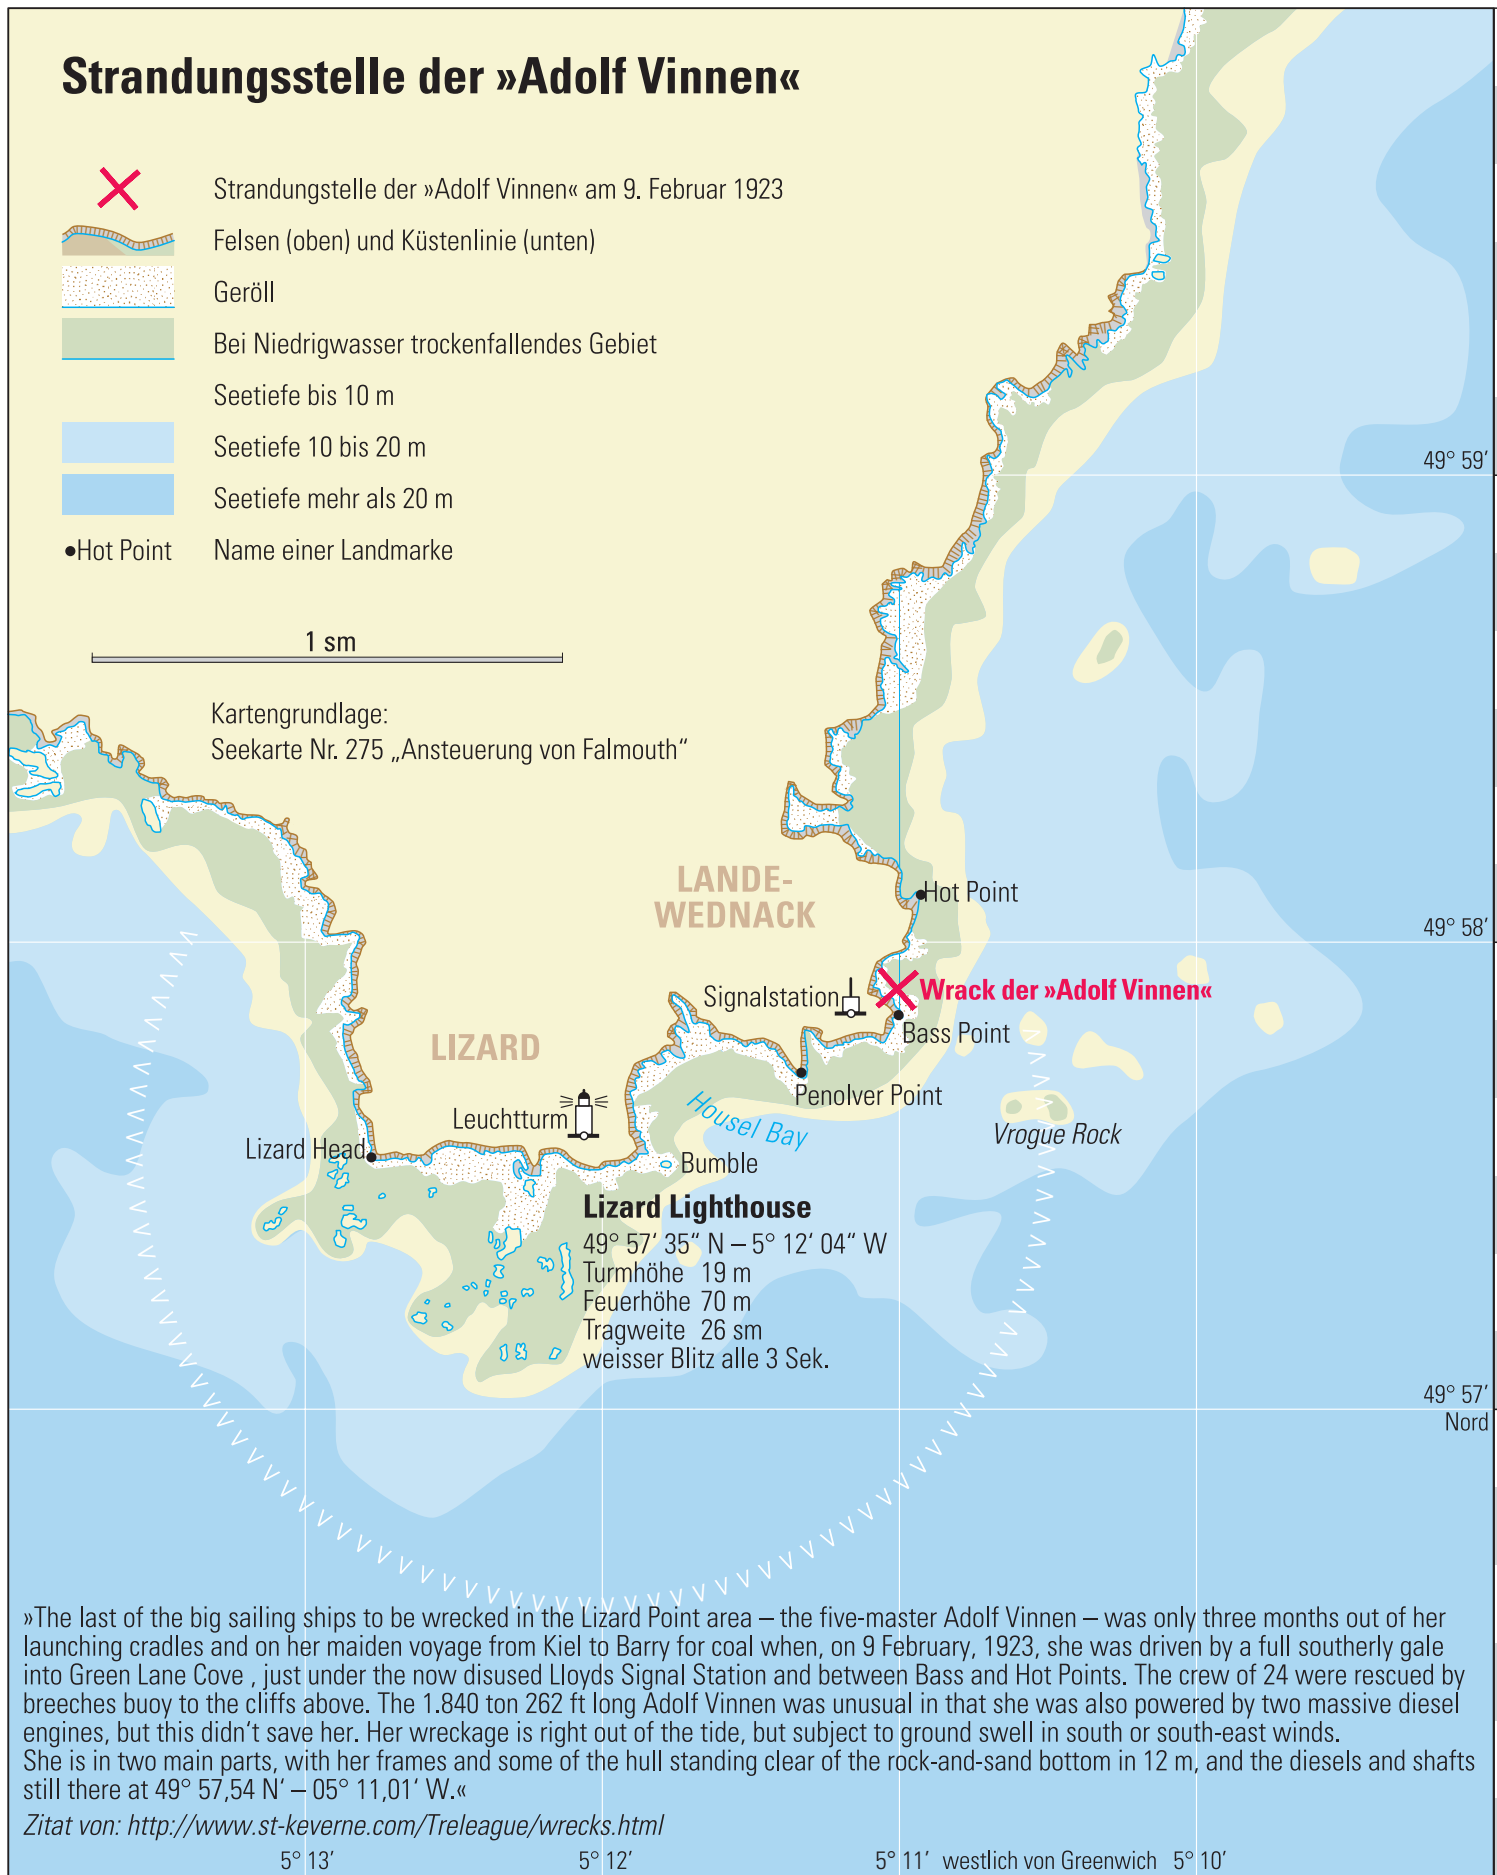 Strandungsstelle der »Adolf Vinnen«
Strandungstelle der »Adolf Vinnen« am 9. Februar 1923
Felsen (oben) und Küstenlinie (unten)
Geröll
Bei Niedrigwasser trockenfallendes Gebiet
Seetiefe bis 10 m
Seetiefe 10 bis 20 m
Seetiefe mehr als 20 m
Hot Point Name einer Landmarke
1 sm
Kartengrundlage:
Seekarte Nr. 275 „Ansteuerung von Falmouth“
49° 59′
LANDE-
WEDNACK
Hot Point
49° 58′
Signalstation
Wrack der »Adolf Vinnen«
Bass Point
LIZARD
Penolver Point
Leuchtturm
Housel Bay
Vrogue Rock
Lizard Head
Bumble
Lizard Lighthouse
49° 57‘ 35“ N – 5° 12‘ 04“ W
Turmhöhe 19 m
Feuerhöhe 70 m
Tragweite 26 sm
weisser Blitz alle 3 Sek.
49° 57′
Nord
»The last of the big sailing ships to be wrecked in the Lizard Point area – the five-master Adolf Vinnen – was only three months out of her
launching cradles and on her maiden voyage from Kiel to Barry for coal when, on 9 February, 1923, she was driven by a full southerly gale
into Green Lane Cove , just under the now disused Lloyds Signal Station and between Bass and Hot Points. The crew of 24 were rescued by
breeches buoy to the cliffs above. The 1.840 ton 262 ft long Adolf Vinnen was unusual in that she was also powered by two massive diesel
engines, but this didn‘t save her. Her wreckage is right out of the tide, but subject to ground swell in south or south-east winds.
She is in two main parts, with her frames and some of the hull standing clear of the rock-and-sand bottom in 12 m, and the diesels and shafts
still there at 49° 57,54 N‘ – 05° 11,01‘ W.«
Zitat von: http://www.st-keverne.com/Treleague/wrecks.html
5° 13′ 5° 12′ 5° 11′ westlich von Greenwich 5° 10′